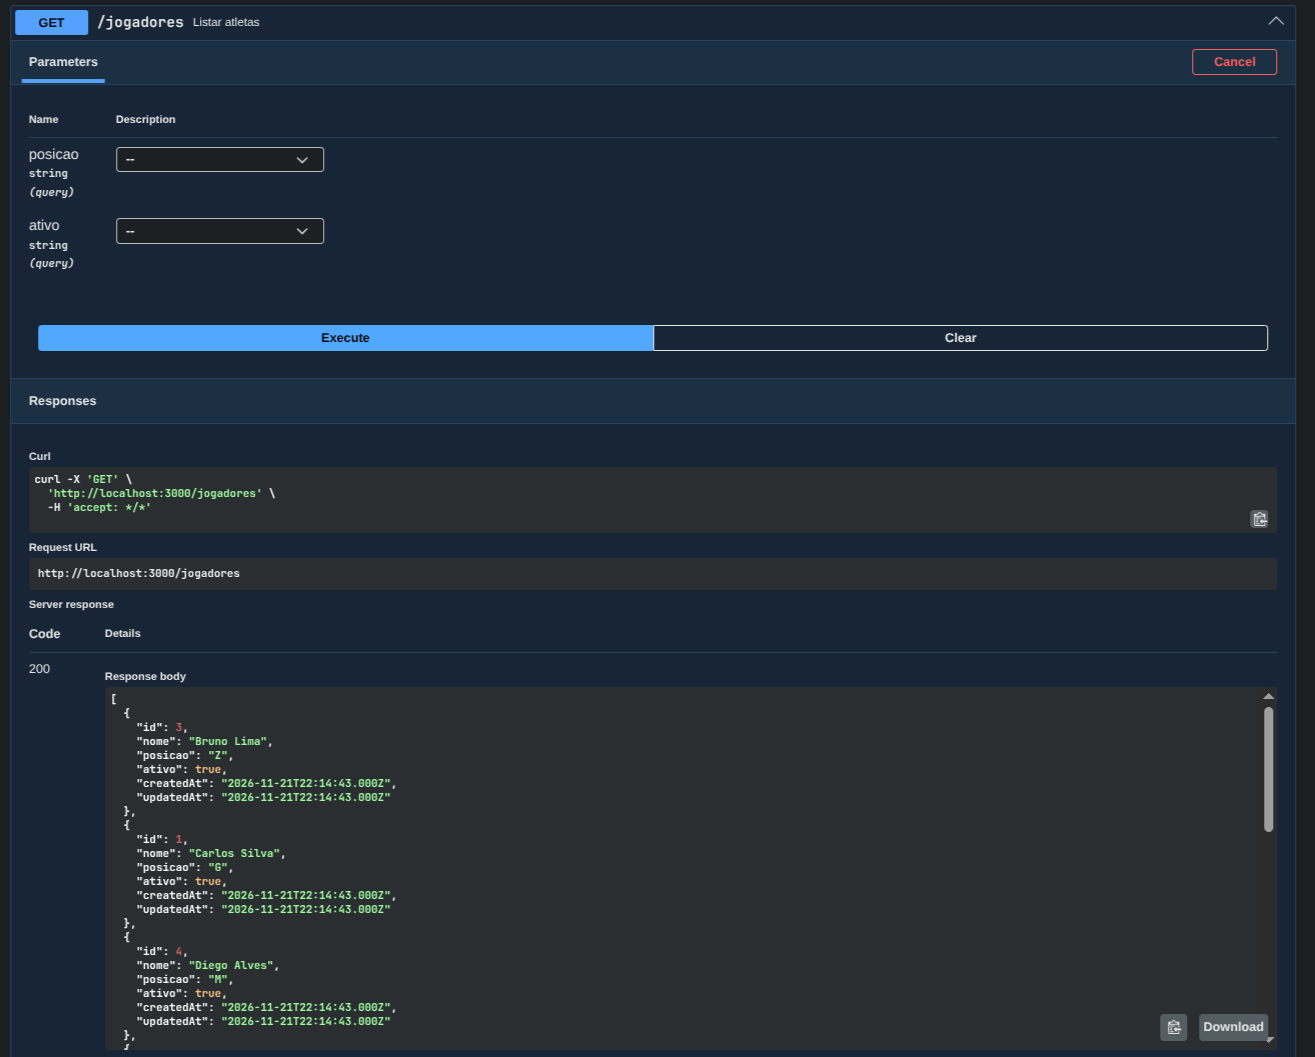 GET /jogadores Listar atletas
Parameters
Cancel
Name Description
posicao
string
(query)
--
ativo
string
(query)
--
Execute
Clear
Responses
Curl
curl -X 'GET' \
  'http://localhost:3000/jogadores' \
  -H 'accept: */*'
Request URL
http://localhost:3000/jogadores
Server response
Code Details
200
Response body
[
  {
    "id": 3,
    "nome": "Bruno Lima",
    "posicao": "Z",
    "ativo": true,
    "createdAt": "2026-11-21T22:14:43.000Z",
    "updatedAt": "2026-11-21T22:14:43.000Z"
  },
  {
    "id": 1,
    "nome": "Carlos Silva",
    "posicao": "G",
    "ativo": true,
    "createdAt": "2026-11-21T22:14:43.000Z",
    "updatedAt": "2026-11-21T22:14:43.000Z"
  },
  {
    "id": 4,
    "nome": "Diego Alves",
    "posicao": "M",
    "ativo": true,
    "createdAt": "2026-11-21T22:14:43.000Z",
    "updatedAt": "2026-11-21T22:14:43.000Z"
  },
  {
Download